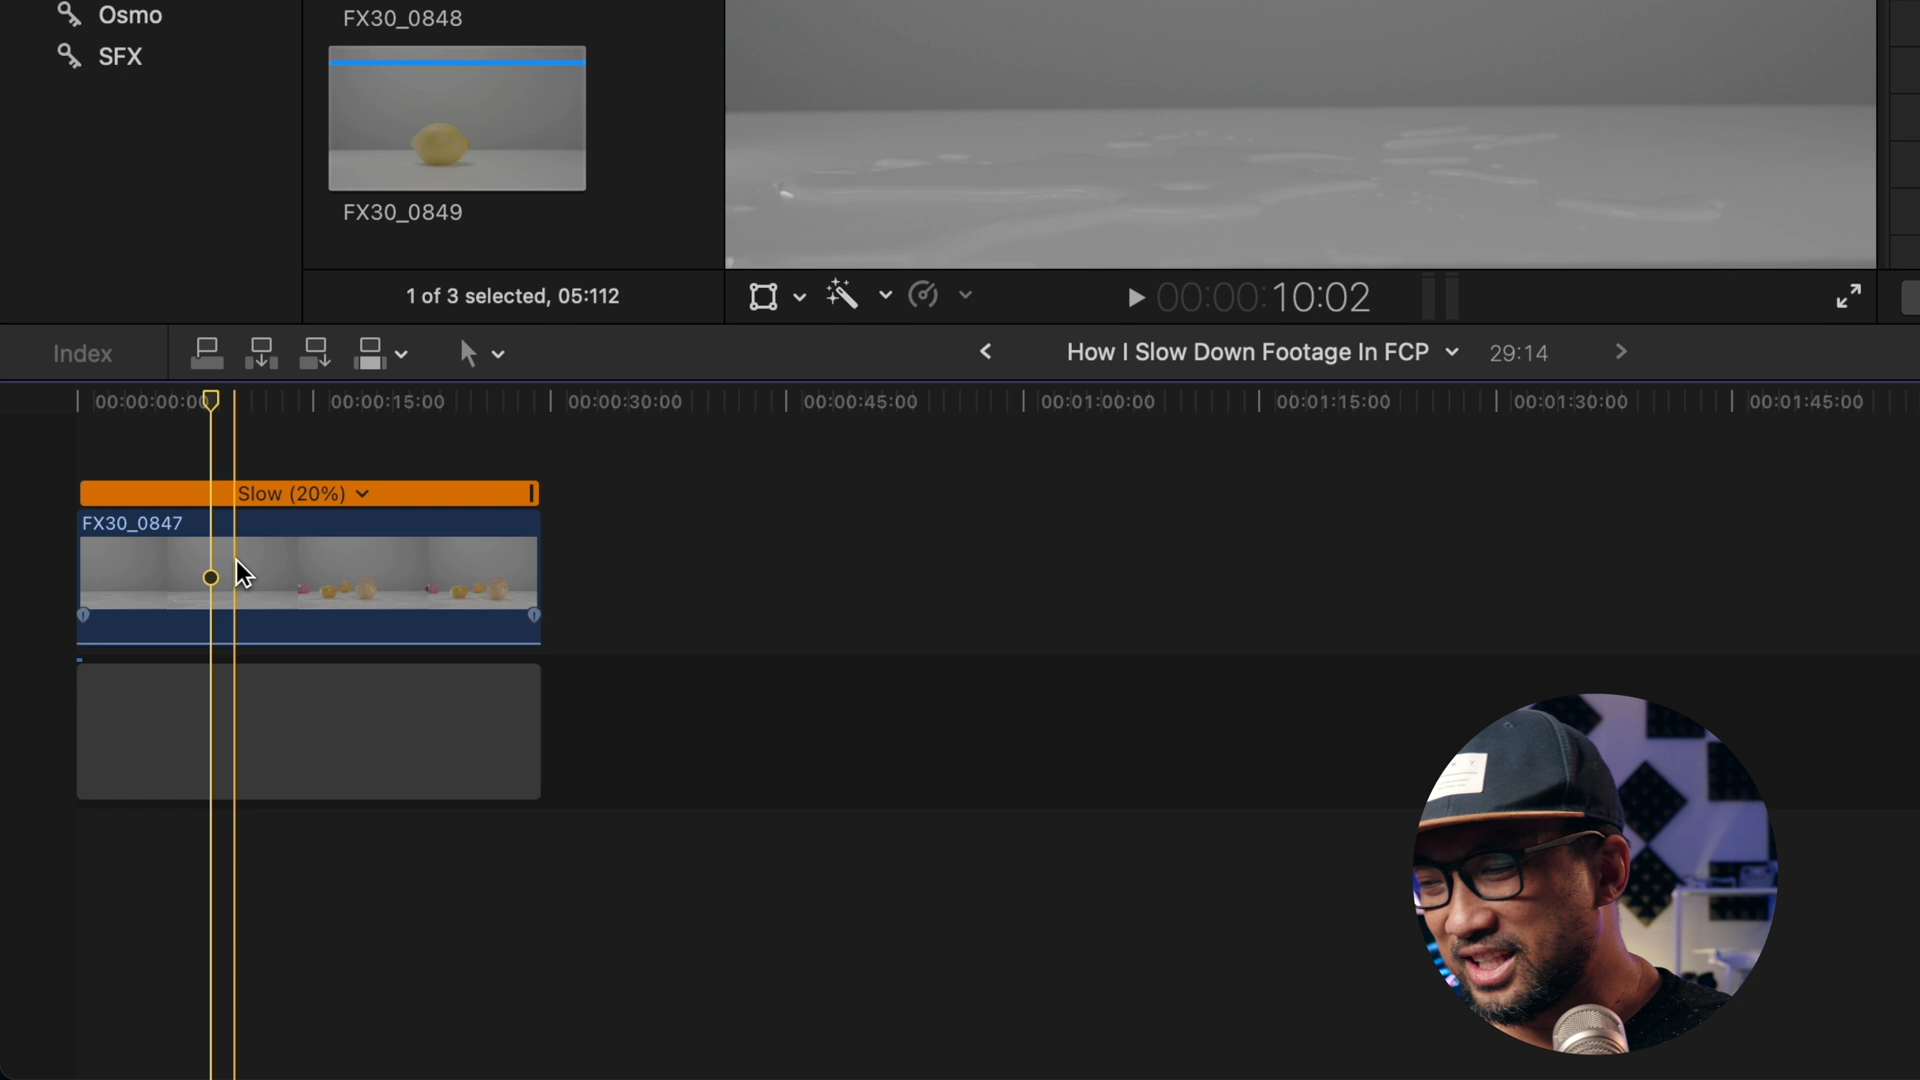 Osmo
SFX
FX30_0848
FX30_0849
1 of 3 selected, 05:112
00:00:10:02
Index
How I Slow Down Footage In FCP
29:14
00:00:00:00
00:00:15:00
00:00:30:00
00:00:45:00
00:01:00:00
00:01:15:00
00:01:30:00
00:01:45:00
Slow (20%)
FX30_0847